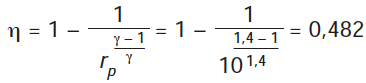 η = 1 − 1 / r_p^((γ − 1)/γ) = 1 − 1 / 10^((1,4 − 1)/1,4) = 0,482